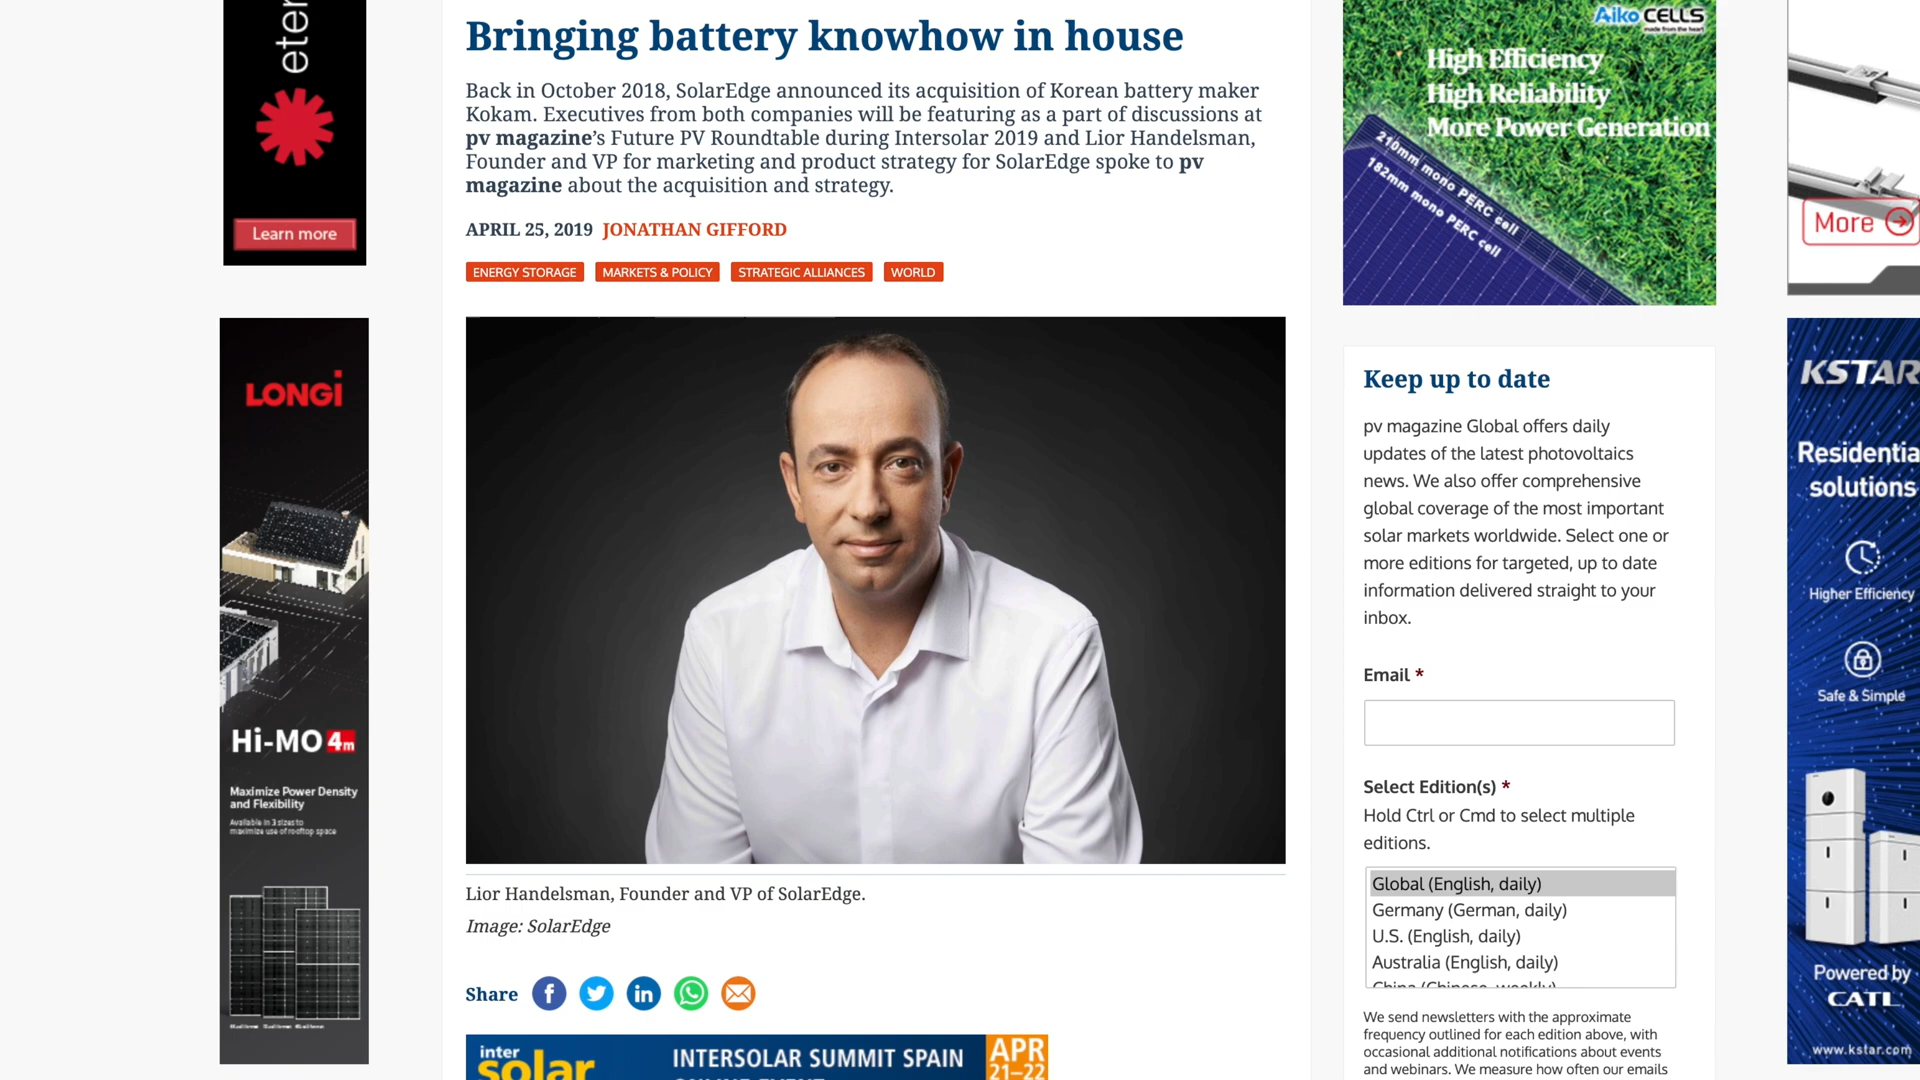 eter
Learn more
LONGi
Hi-MO 4m
Maximize Power Density
and Flexibility
Available in 3 sizes to
maximize use of rooftop space
Bringing battery knowhow in house
Back in October 2018, SolarEdge announced its acquisition of Korean battery maker
Kokam. Executives from both companies will be featuring as a part of discussions at
pv magazine’s Future PV Roundtable during Intersolar 2019 and Lior Handelsman,
Founder and VP for marketing and product strategy for SolarEdge spoke to pv
magazine about the acquisition and strategy.
APRIL 25, 2019 JONATHAN GIFFORD
ENERGY STORAGE MARKETS & POLICY STRATEGIC ALLIANCES WORLD
Lior Handelsman, Founder and VP of SolarEdge.
Image: SolarEdge
Share
inter
solar
INTERSOLAR SUMMIT SPAIN
ONLINE EVENT
APR
21–22
Aiko CELLS
made from the heart
High Efficiency
High Reliability
More Power Generation
210mm mono PERC cell
182mm mono PERC cell
Keep up to date
pv magazine Global offers daily
updates of the latest photovoltaics
news. We also offer comprehensive
global coverage of the most important
solar markets worldwide. Select one or
more editions for targeted, up to date
information delivered straight to your
inbox.
Email *
Select Edition(s) *
Hold Ctrl or Cmd to select multiple
editions.
Global (English, daily)
Germany (German, daily)
U.S. (English, daily)
Australia (English, daily)
China (Chinese, weekly)
We send newsletters with the approximate
frequency outlined for each edition above, with
occasional additional notifications about events
and webinars. We measure how often our emails
More
KSTAR
Residentia
solutions
Higher Efficiency
Safe & Simple
Powered by
CATL
www.kstar.com